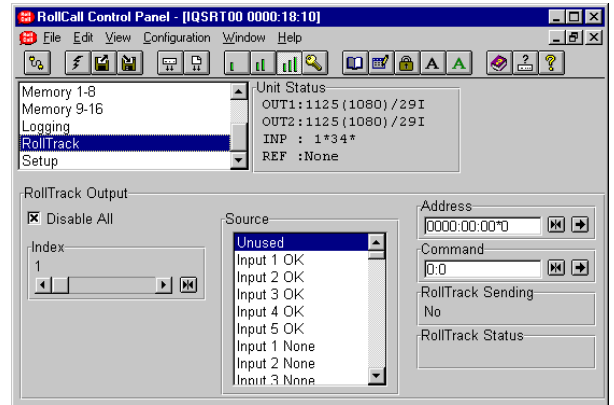 RollCall Control Panel - [IQSRT00 0000:18:10]
File Edit View Configuration Window Help
A A
Memory 1-8
Memory 9-16
Logging
RollTrack
Setup
Unit Status
OUT1:1125(1080)/29I
OUT2:1125(1080)/29I
INP : 1*34*
REF :None
RollTrack Output
Disable All
Index
1
Source
Unused
Input 1 OK
Input 2 OK
Input 3 OK
Input 4 OK
Input 5 OK
Input 1 None
Input 2 None
Input 3 None
Address
0000:00:00*0
Command
0:0
RollTrack Sending
No
RollTrack Status